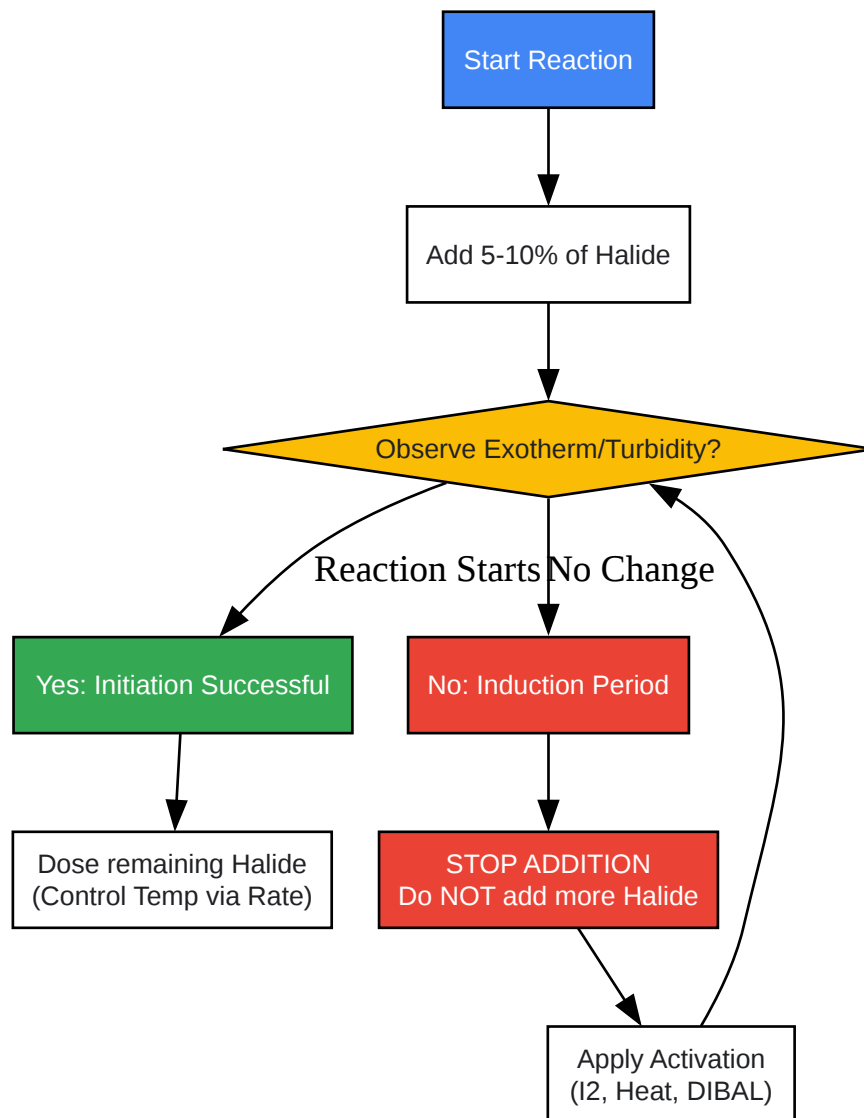 Start Reaction
Add 5-10% of Halide
Observe Exotherm/Turbidity?
Reaction Starts
No Change
Yes: Initiation Successful
No: Induction Period
Dose remaining Halide
(Control Temp via Rate)
STOP ADDITION
Do NOT add more Halide
Apply Activation
(I2, Heat, DIBAL)